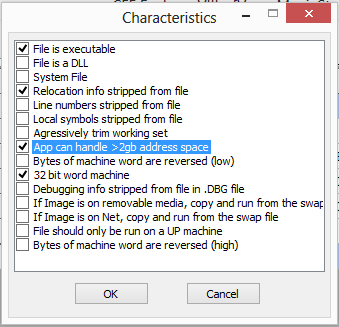 Characteristics
File is executable
File is a DLL
System File
Relocation info stripped from file
Line numbers stripped from file
Local symbols stripped from file
Agressively trim working set
App can handle >2gb address space
Bytes of machine word are reversed (low)
32 bit word machine
Debugging info stripped from file in .DBG file
If Image is on removable media, copy and run from the swap
If Image is on Net, copy and run from the swap file
File should only be run on a UP machine
Bytes of machine word are reversed (high)
OK
Cancel